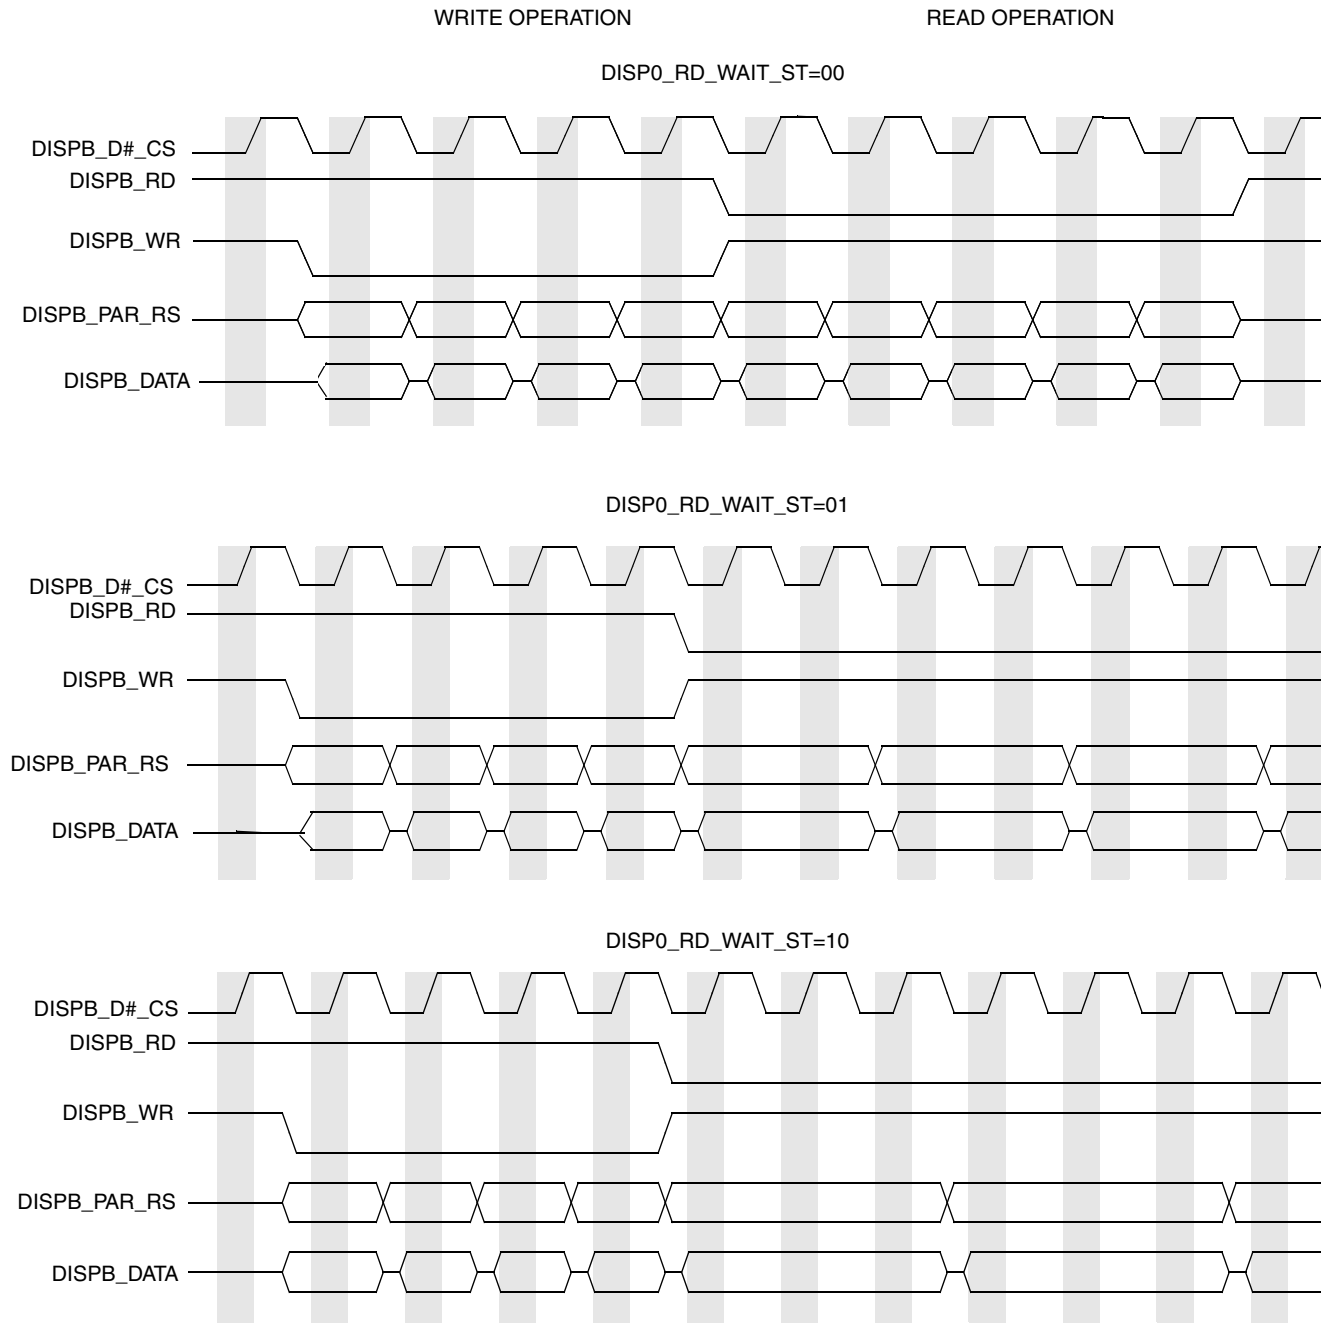 WRITE OPERATION READ OPERATION
DISP0_RD_WAIT_ST=00
DISPB_D#_CS
DISPB_RD
DISPB_WR
DISPB_PAR_RS
DISPB_DATA
DISP0_RD_WAIT_ST=01
DISPB_D#_CS
DISPB_RD
DISPB_WR
DISPB_PAR_RS
DISPB_DATA
DISP0_RD_WAIT_ST=10
DISPB_D#_CS
DISPB_RD
DISPB_WR
DISPB_PAR_RS
DISPB_DATA